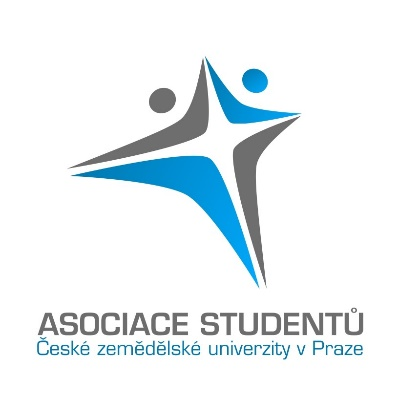 ASOCIACE STUDENTŮ
České zemědělské univerzity v Praze